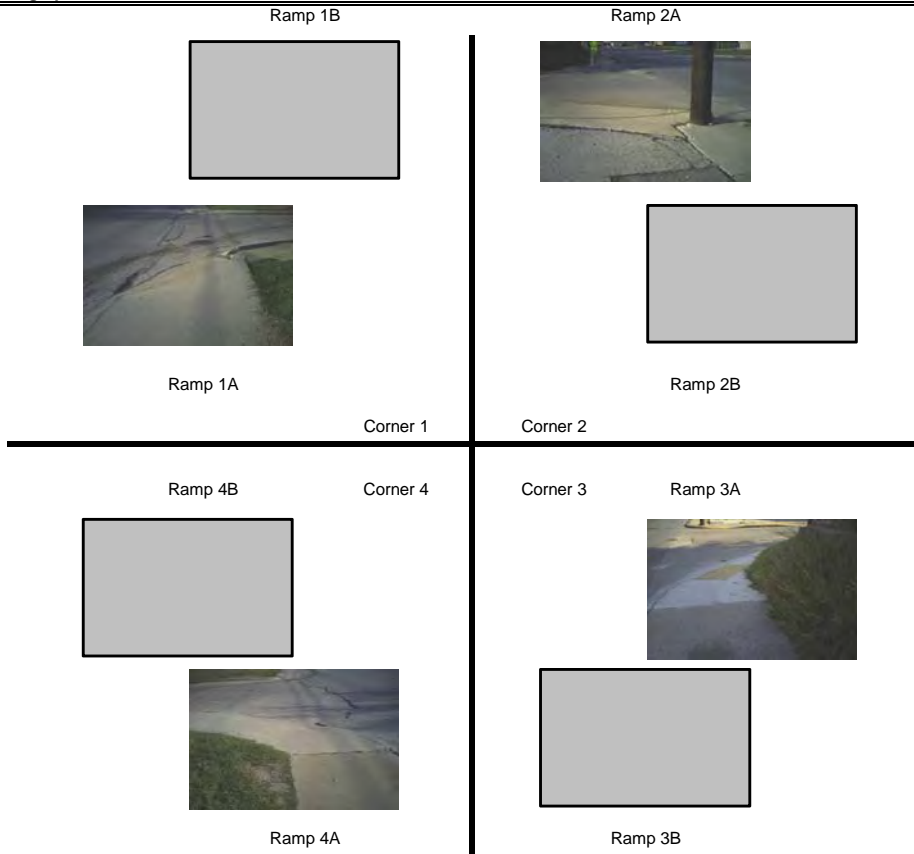 Ramp 1B Ramp 2A
Ramp 1A Ramp 2B
Corner 1 Corner 2
Ramp 4B Corner 4 Corner 3 Ramp 3A
Ramp 4A Ramp 3B